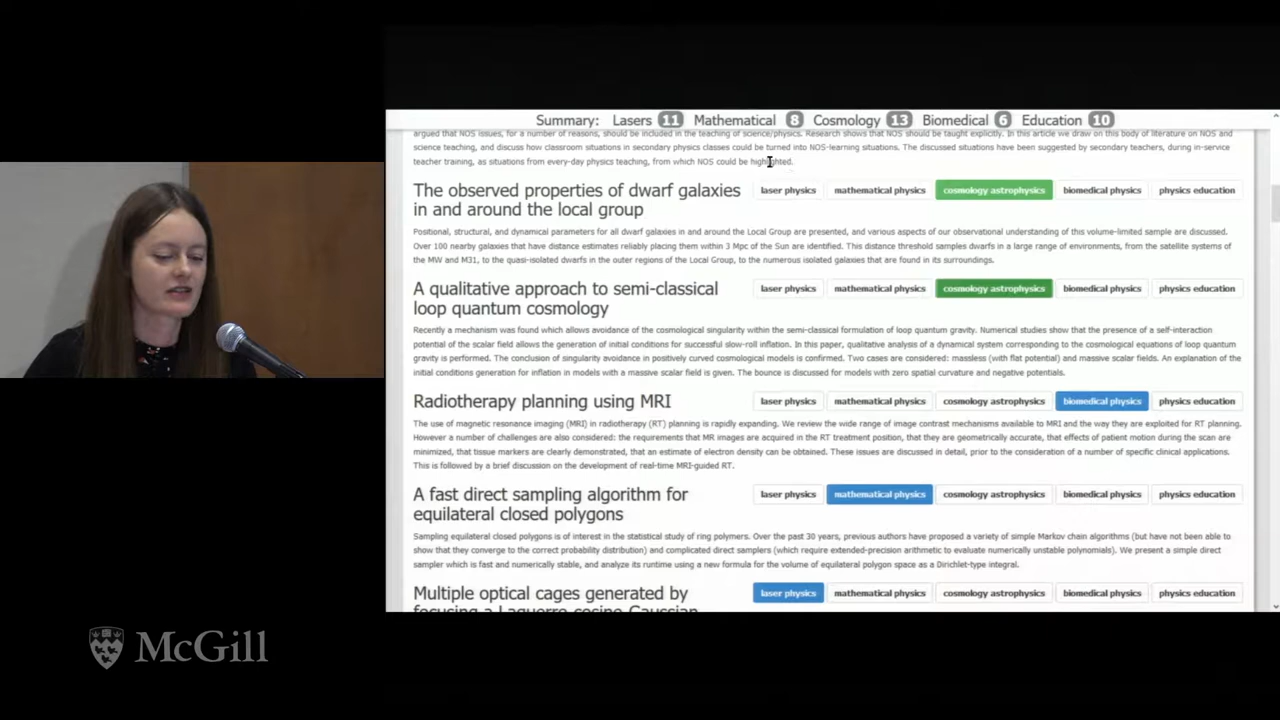 Summary: Lasers 11 Mathematical 8 Cosmology 13 Biomedical 6 Education 10
argued that NOS issues, for a number of reasons, should be included in the teaching of science/physics. Research shows that NOS should be taught explicitly. In this article we draw on this body of literature on NOS and
science teaching, and discuss how classroom situations in secondary physics classes could be turned into NOS-learning situations. The discussed situations have been suggested by secondary teachers, during in-service
teacher training, as situations from every-day physics teaching, from which NOS could be highlighted.
The observed properties of dwarf galaxies
in and around the local group
laser physics mathematical physics cosmology astrophysics biomedical physics physics education
Positional, structural, and dynamical parameters for all dwarf galaxies in and around the Local Group are presented, and various aspects of our observational understanding of this volume-limited sample are discussed.
Over 100 nearby galaxies that have distance estimates reliably placing them within 3 Mpc of the Sun are identified. This distance threshold samples dwarfs in a large range of environments, from the satellite systems of
the MW and M31, to the quasi-isolated dwarfs in the outer regions of the Local Group, to the numerous isolated galaxies that are found in its surroundings.
A qualitative approach to semi-classical
loop quantum cosmology
laser physics mathematical physics cosmology astrophysics biomedical physics physics education
Recently a mechanism was found which allows avoidance of the cosmological singularity within the semi-classical formulation of loop quantum gravity. Numerical studies show that the presence of a self-interaction
potential of the scalar field allows the generation of initial conditions for successful slow-roll inflation. In this paper, qualitative analysis of a dynamical system corresponding to the cosmological equations of loop quantum
gravity is performed. The conclusion of singularity avoidance in positively curved cosmological models is confirmed. Two cases are considered: massless (with flat potential) and massive scalar fields. An explanation of the
initial conditions generation for inflation in models with a massive scalar field is given. The bounce is discussed for models with zero spatial curvature and negative potentials.
Radiotherapy planning using MRI
laser physics mathematical physics cosmology astrophysics biomedical physics physics education
The use of magnetic resonance imaging (MRI) in radiotherapy (RT) planning is rapidly expanding. We review the wide range of image contrast mechanisms available to MRI and the way they are exploited for RT planning.
However a number of challenges are also considered: the requirements that MR images are acquired in the RT treatment position, that they are geometrically accurate, that effects of patient motion during the scan are
minimized, that tissue markers are clearly demonstrated, that an estimate of electron density can be obtained. These issues are discussed in detail, prior to the consideration of a number of specific clinical applications.
This is followed by a brief discussion on the development of real-time MRI-guided RT.
A fast direct sampling algorithm for
equilateral closed polygons
laser physics mathematical physics cosmology astrophysics biomedical physics physics education
Sampling equilateral closed polygons is of interest in the statistical study of ring polymers. Over the past 30 years, previous authors have proposed a variety of simple Markov chain algorithms (but have not been able to
show that they converge to the correct probability distribution) and complicated direct samplers (which require extended-precision arithmetic to evaluate numerically unstable polynomials). We present a simple direct
sampler which is fast and numerically stable, and analyze its runtime using a new formula for the volume of equilateral polygon space as a Dirichlet-type integral.
Multiple optical cages generated by
focusing a Laguerre-cosine Gaussian
laser physics mathematical physics cosmology astrophysics biomedical physics physics education
McGill